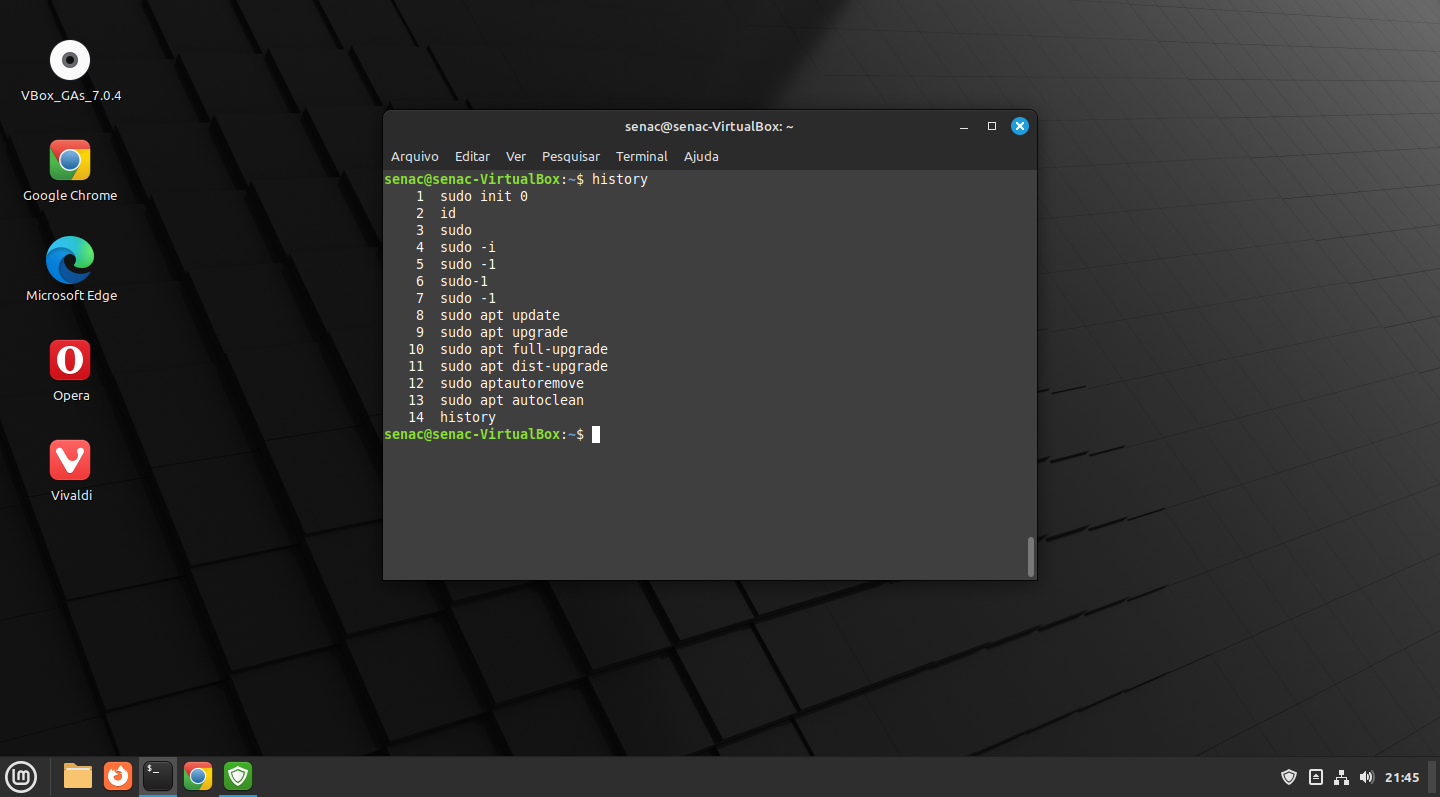 VBox_GAs_7.0.4
Google Chrome
Microsoft Edge
Opera
Vivaldi
senac@senac-VirtualBox: ~
Arquivo Editar Ver Pesquisar Terminal Ajuda
senac@senac-VirtualBox:~$ history
1 sudo init 0
2 id
3 sudo
4 sudo -i
5 sudo -1
6 sudo-1
7 sudo -1
8 sudo apt update
9 sudo apt upgrade
10 sudo apt full-upgrade
11 sudo apt dist-upgrade
12 sudo aptautoremove
13 sudo apt autoclean
14 history
senac@senac-VirtualBox:~$
$_
21:45